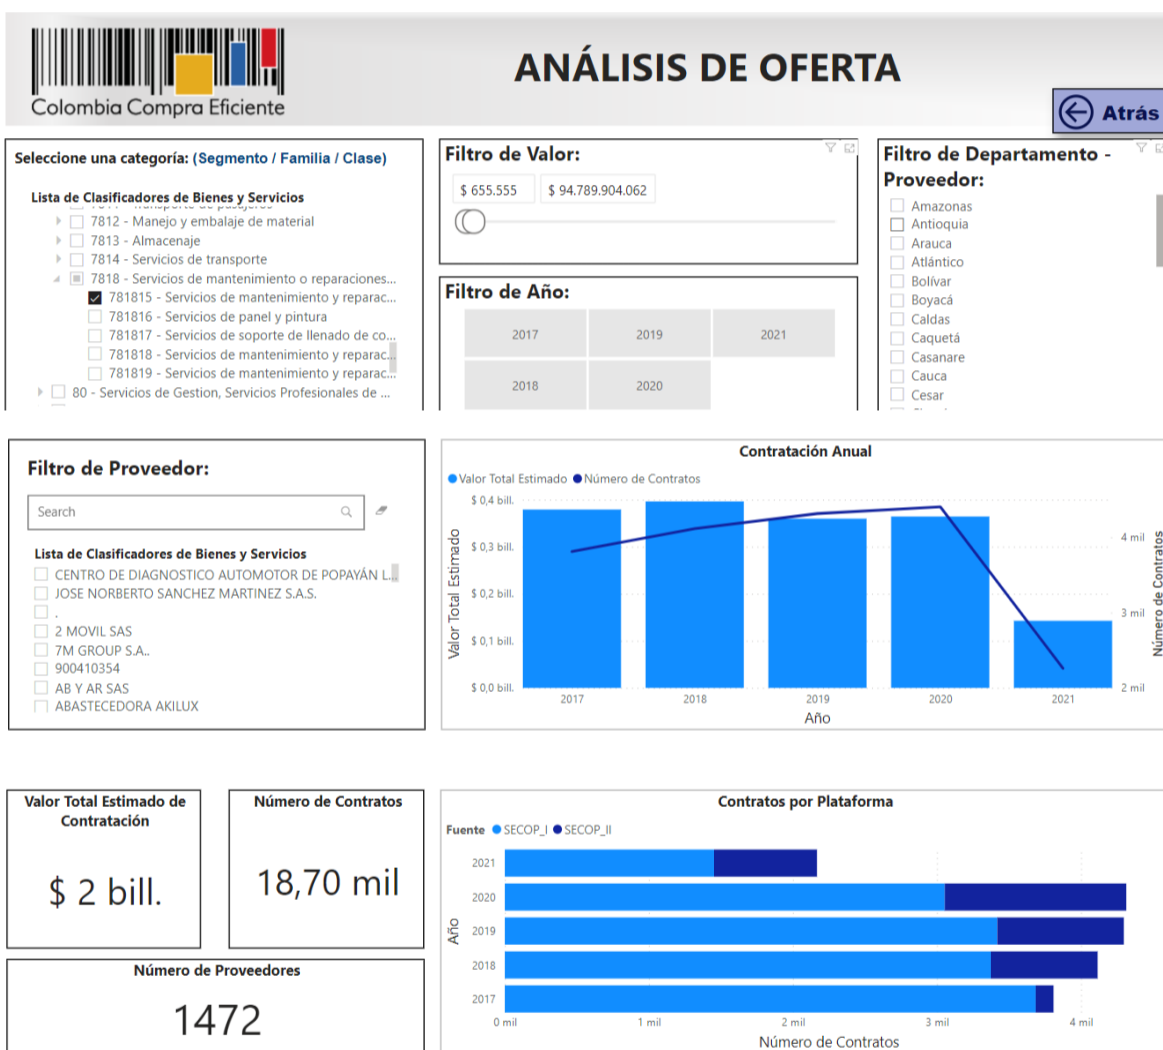 Colombia Compra Eficiente
ANÁLISIS DE OFERTA
Atrás
Seleccione una categoría: (Segmento / Familia / Clase)
Lista de Clasificadores de Bienes y Servicios
7812 - Manejo y embalaje de material
7813 - Almacenaje
7814 - Servicios de transporte
7818 - Servicios de mantenimiento o reparaciones...
781815 - Servicios de mantenimiento y reparac...
781816 - Servicios de panel y pintura
781817 - Servicios de soporte de llenado de co...
781818 - Servicios de mantenimiento y reparac...
781819 - Servicios de mantenimiento y reparac...
80 - Servicios de Gestion, Servicios Profesionales de ...
Filtro de Valor:
$ 655.555
$ 94.789.904.062
Filtro de Año:
2017
2019
2021
2018
2020
Filtro de Departamento -
Proveedor:
Amazonas
Antioquia
Arauca
Atlántico
Bolívar
Boyacá
Caldas
Caquetá
Casanare
Cauca
Cesar
Filtro de Proveedor:
Search
Lista de Clasificadores de Bienes y Servicios
CENTRO DE DIAGNOSTICO AUTOMOTOR DE POPAYÁN L...
JOSE NORBERTO SANCHEZ MARTINEZ S.A.S.
.
2 MOVIL SAS
7M GROUP S.A..
900410354
AB Y AR SAS
ABASTECEDORA AKILUX
Contratación Anual
Valor Total Estimado
Número de Contratos
Valor Total Estimado
$ 0,4 bill.
$ 0,3 bill.
$ 0,2 bill.
$ 0,1 bill.
$ 0,0 bill.
4 mil
3 mil
2 mil
Número de Contratos
2017
2018
2019
2020
2021
Año
Valor Total Estimado de
Contratación
$ 2 bill.
Número de Contratos
18,70 mil
Número de Proveedores
1472
Contratos por Plataforma
Fuente
SECOP_I
SECOP_II
Año
2021
2020
2019
2018
2017
0 mil
1 mil
2 mil
3 mil
4 mil
Número de Contratos